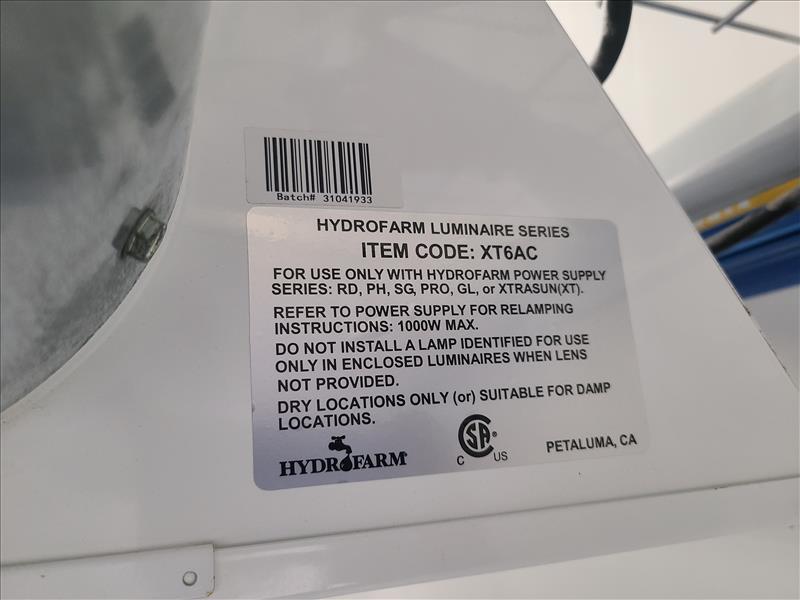 Batch# 31041933
HYDROFARM LUMINAIRE SERIES
ITEM CODE: XT6AC
FOR USE ONLY WITH HYDROFARM POWER SUPPLY
SERIES: RD, PH, SG, PRO, GL, or XTRASUN(XT).
REFER TO POWER SUPPLY FOR RELAMPING
INSTRUCTIONS: 1000W MAX.
DO NOT INSTALL A LAMP IDENTIFIED FOR USE
ONLY IN ENCLOSED LUMINAIRES WHEN LENS
NOT PROVIDED.
DRY LOCATIONS ONLY (or) SUITABLE FOR DAMP
LOCATIONS.
HYDROFARM
C SA® US
PETALUMA, CA